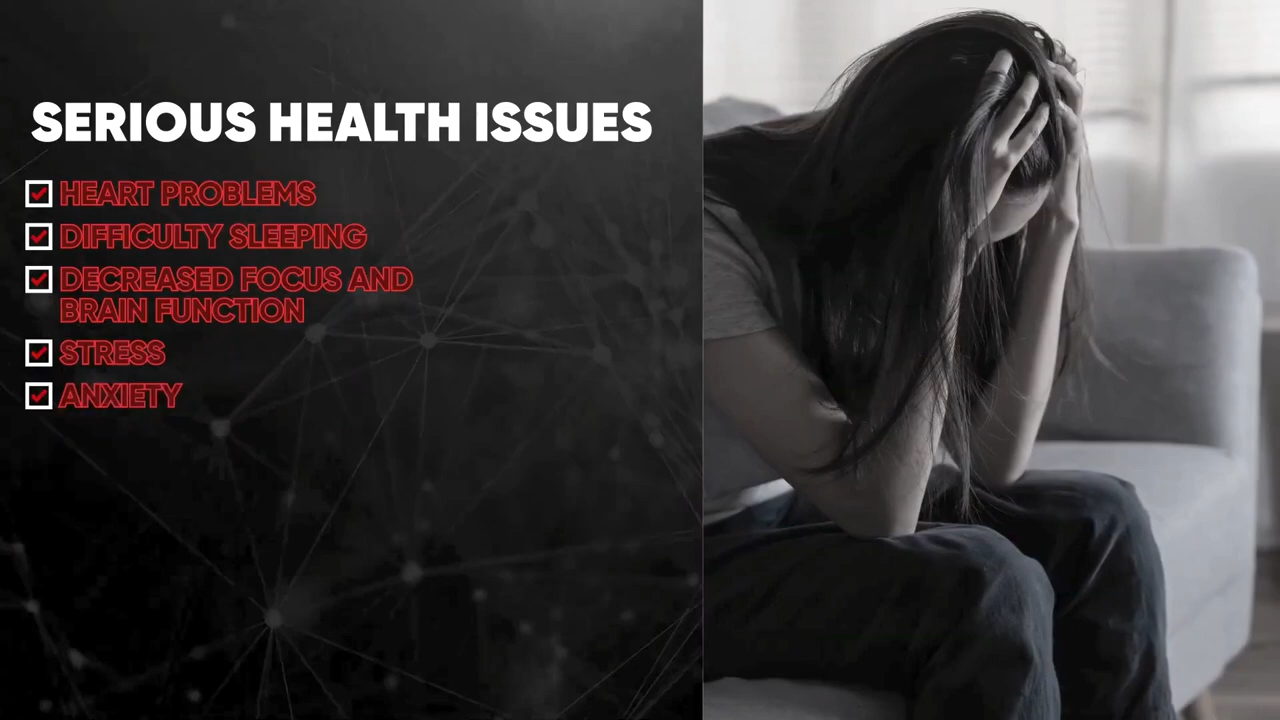 SERIOUS HEALTH ISSUES
HEART PROBLEMS
DIFFICULTY SLEEPING
DECREASED FOCUS AND
BRAIN FUNCTION
STRESS
ANXIETY